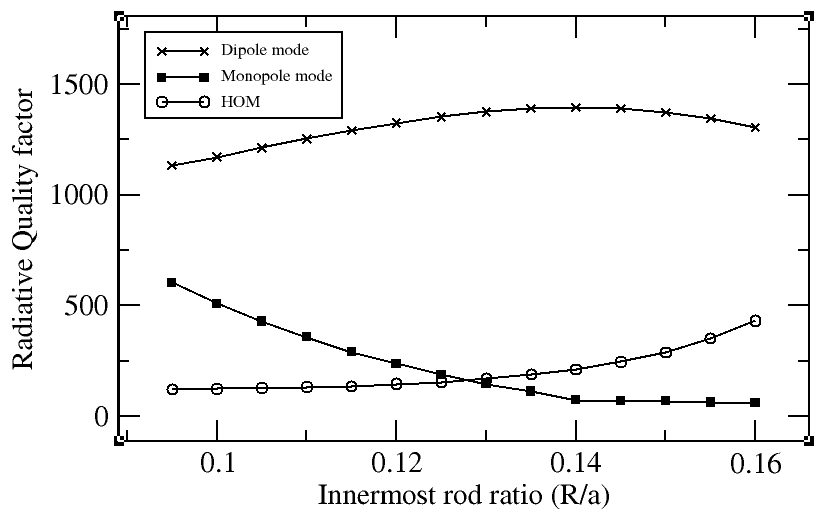 Dipole mode
Monopole mode
HOM
1500
1000
500
0
Radiative Quality factor
0.1 0.12 0.14 0.16
Innermost rod ratio (R/a)